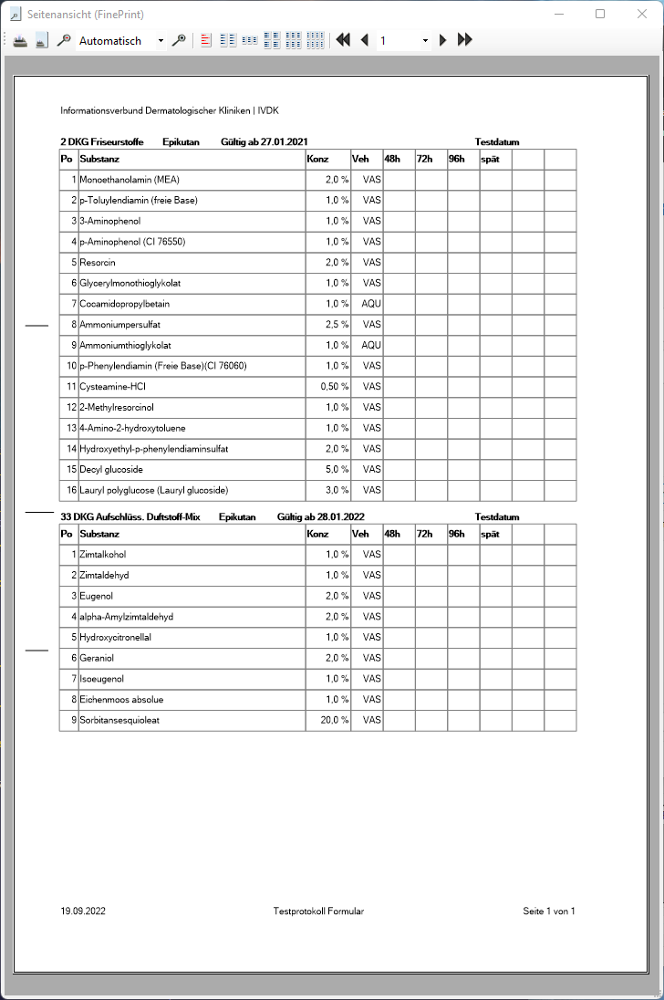 Seitenansicht (FinePrint)
Automatisch 1
Informationsverbund Dermatologischer Kliniken | IVDK
2 DKG Friseurstoffe Epikutan Gültig ab 27.01.2021 Testdatum
Po Substanz Konz Veh 48h 72h 96h spät
1 Monoethanolamin (MEA) 2,0 % VAS
2 p-Toluylendiamin (freie Base) 1,0 % VAS
3 3-Aminophenol 1,0 % VAS
4 p-Aminophenol (CI 76550) 1,0 % VAS
5 Resorcin 2,0 % VAS
6 Glycerylmonothioglykolat 1,0 % VAS
7 Cocamidopropylbetain 1,0 % AQU
8 Ammoniumpersulfat 2,5 % VAS
9 Ammoniumthioglykolat 1,0 % AQU
10 p-Phenylendiamin (Freie Base)(CI 76060) 1,0 % VAS
11 Cysteamine-HCl 0,50 % VAS
12 2-Methylresorcinol 1,0 % VAS
13 4-Amino-2-hydroxytoluene 1,0 % VAS
14 Hydroxyethyl-p-phenylendiaminsulfat 2,0 % VAS
15 Decyl glucoside 5,0 % VAS
16 Lauryl polyglucose (Lauryl glucoside) 3,0 % VAS
33 DKG Aufschlüss. Duftstoff-Mix Epikutan Gültig ab 28.01.2022 Testdatum
Po Substanz Konz Veh 48h 72h 96h spät
1 Zimtalkohol 1,0 % VAS
2 Zimtaldehyd 1,0 % VAS
3 Eugenol 2,0 % VAS
4 alpha-Amylzimtaldehyd 2,0 % VAS
5 Hydroxycitronellal 1,0 % VAS
6 Geraniol 2,0 % VAS
7 Isoeugenol 1,0 % VAS
8 Eichenmoos absolue 1,0 % VAS
9 Sorbitansesquioleat 20,0 % VAS
19.09.2022 Testprotokoll Formular Seite 1 von 1